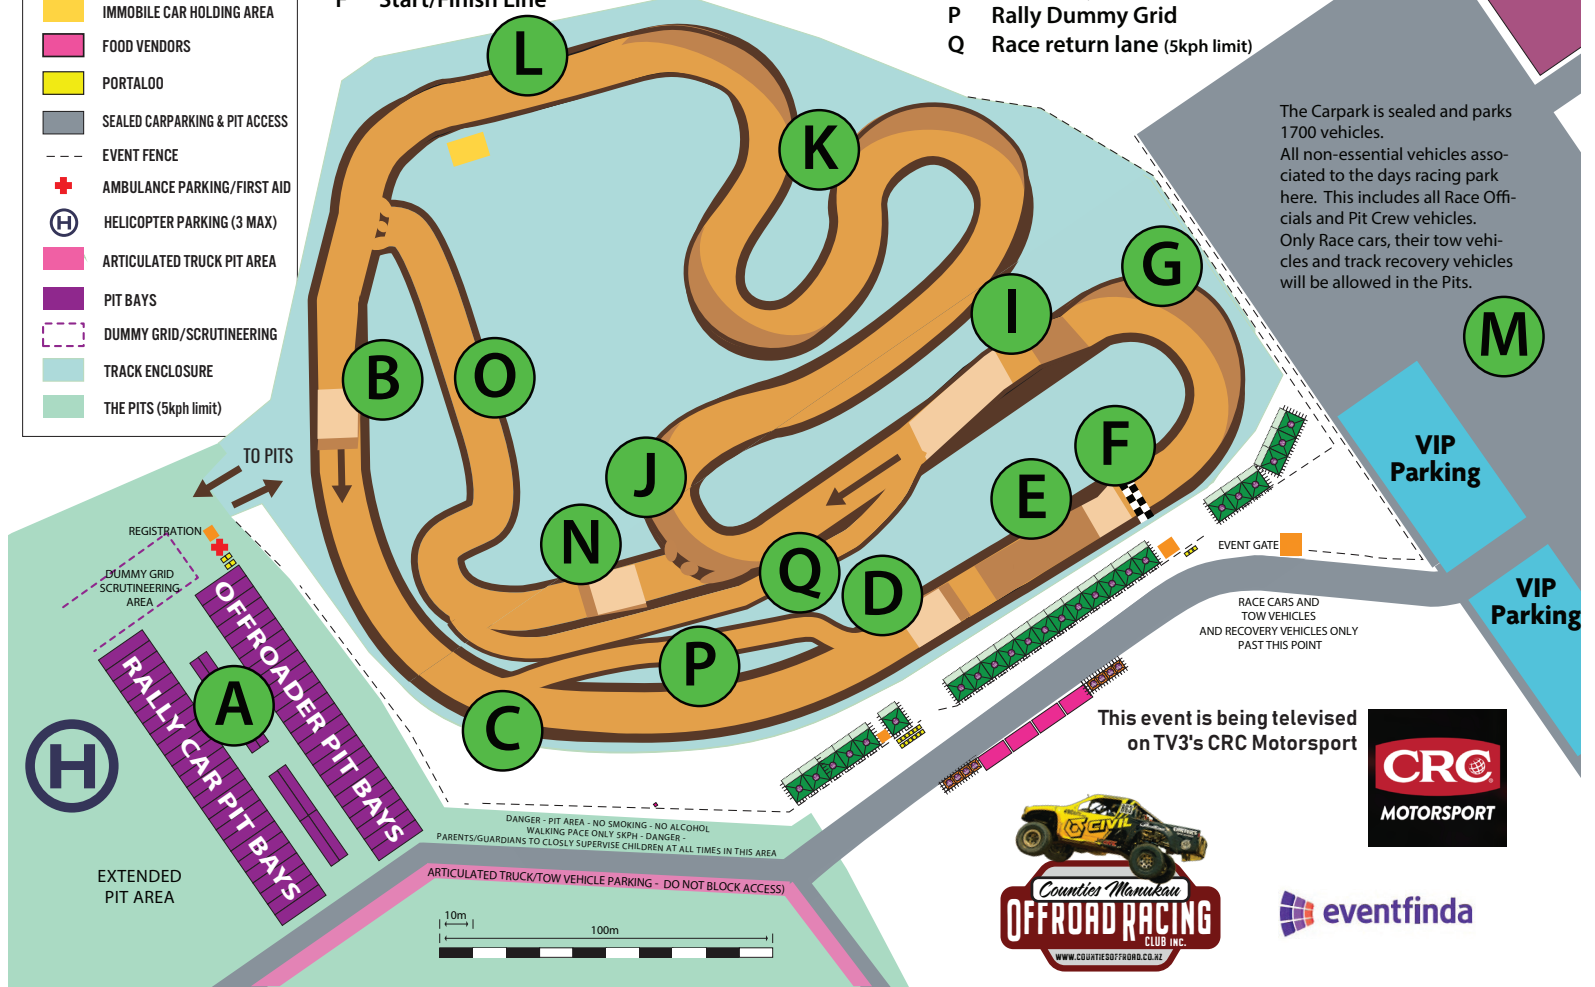 F Start/Finish Line
P Rally Dummy Grid
Q Race return lane (5kph limit)
IMMOBILE CAR HOLDING AREA
FOOD VENDORS
PORTALOO
SEALED CARPARKING & PIT ACCESS
EVENT FENCE
AMBULANCE PARKING/FIRST AID
H HELICOPTER PARKING (3 MAX)
ARTICULATED TRUCK PIT AREA
PIT BAYS
DUMMY GRID/SCRUTINEERING
TRACK ENCLOSURE
THE PITS (5kph limit)
The Carpark is sealed and parks
1700 vehicles.
All non-essential vehicles asso-
ciated to the days racing park
here. This includes all Race Offi-
cials and Pit Crew vehicles.
Only Race cars, their tow vehi-
cles and track recovery vehicles
will be allowed in the Pits.
L
K
G
I
M
B
O
J
F
E
N
Q
D
P
A
C
VIP
Parking
VIP
Parking
TO PITS
REGISTRATION
DUMMY GRID
SCRUTINEERING
AREA
OFFROADER PIT BAYS
RALLY CAR PIT BAYS
H
EXTENDED
PIT AREA
EVENT GATE
RACE CARS AND
TOW VEHICLES
AND RECOVERY VEHICLES ONLY
PAST THIS POINT
DANGER - PIT AREA - NO SMOKING - NO ALCOHOL
WALKING PACE ONLY 5KPH - DANGER -
PARENTS/GUARDIANS TO CLOSELY SUPERVISE CHILDREN AT ALL TIMES IN THIS AREA
ARTICULATED TRUCK/TOW VEHICLE PARKING - DO NOT BLOCK ACCESS)
10m
100m
This event is being televised
on TV3's CRC Motorsport
CRC
MOTORSPORT
CIVIL
Counties Manukau
OFFROAD RACING
CLUB INC.
WWW.COUNTIESOFFROAD.CO.NZ
eventfinda